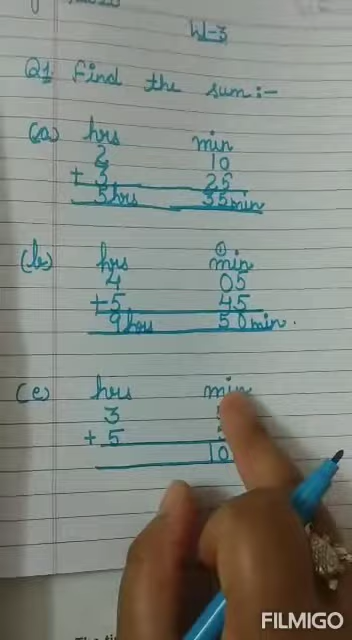 W-3
Q1. Find the sum:-
(a) hrs min
2 10
+ 3 25
5 hrs 35 min
(b) hrs min
4 05
+ 5 45
9 hrs 50 min.
(e) hrs min
3
+ 5
10
FILMIGO